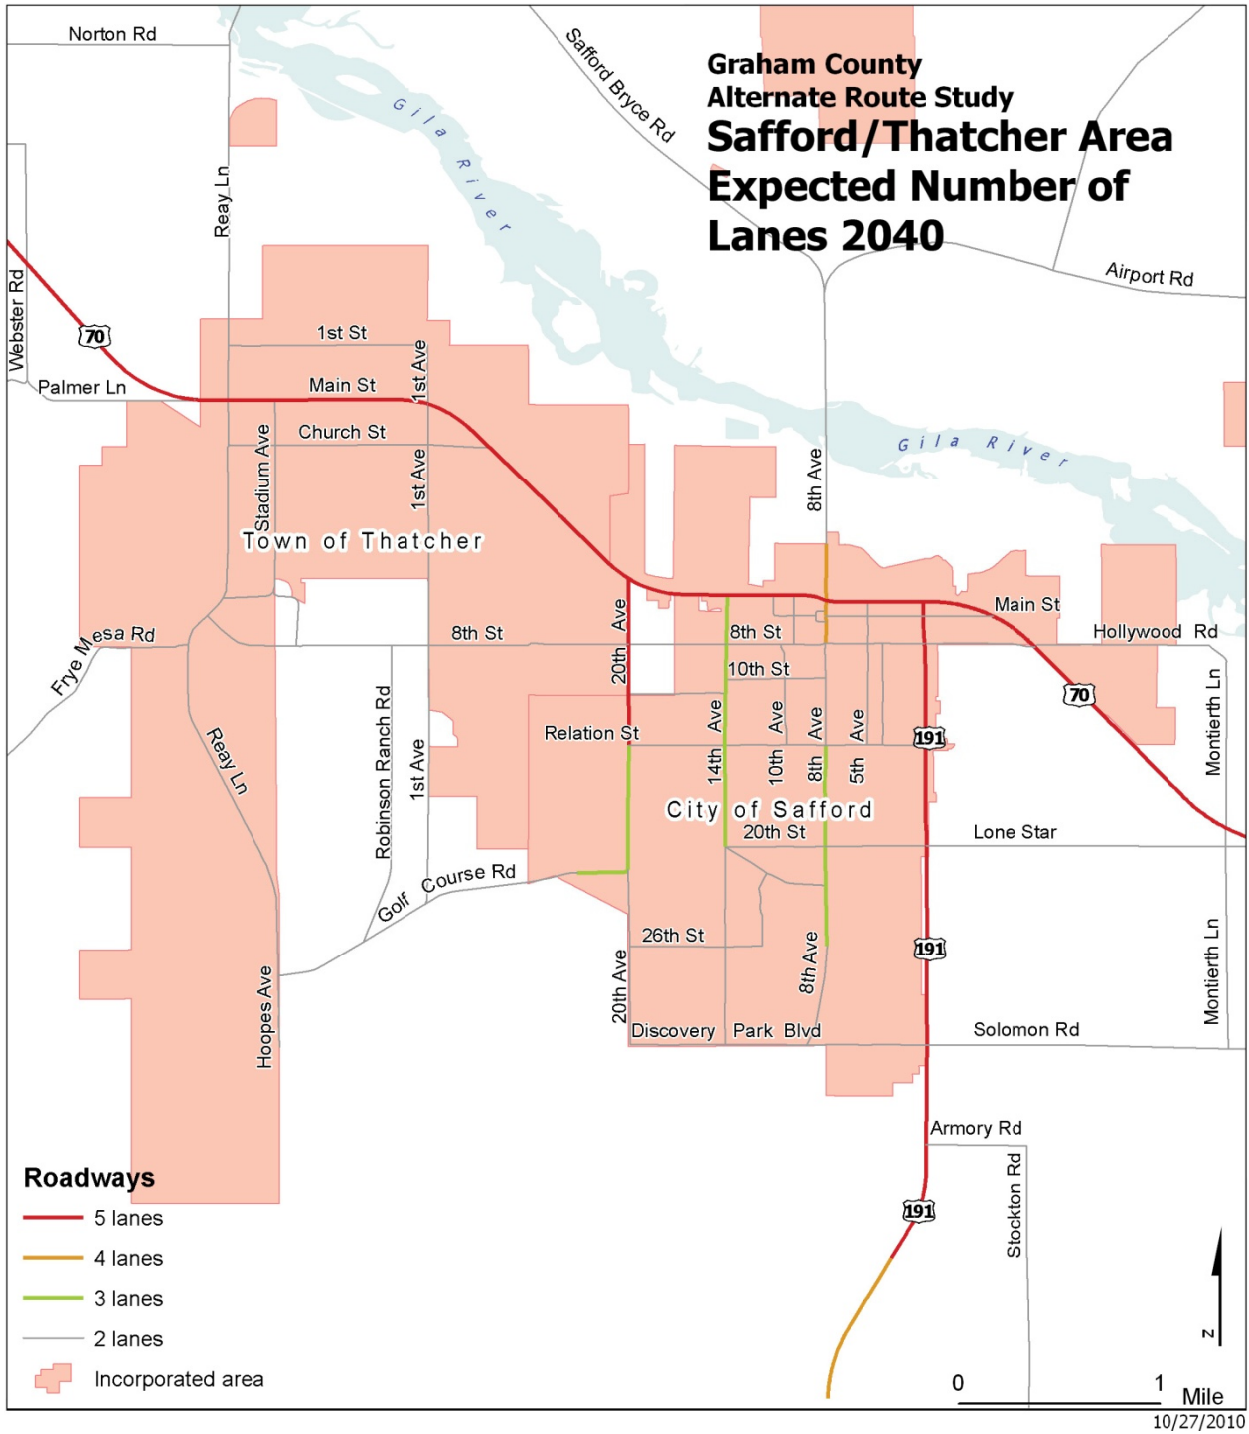 Norton Rd
Safford Bryce Rd
Graham County
Alternate Route Study
Safford/Thatcher Area
Expected Number of
Lanes 2040
Gila River
Reay Ln
Airport Rd
Webster Rd
70
1st St
1st Ave
Palmer Ln
Main St
Church St
Stadium Ave
1st Ave
8th Ave
Gila River
Town of Thatcher
Main St
20th Ave
8th St
8th St
Hollywood Rd
Frye Mesa Rd
10th St
70
Montierth Ln
Robinson Ranch Rd
Reay Ln
Relation St
14th Ave
10th Ave
8th Ave
5th Ave
191
1st Ave
City of Safford
20th St
Lone Star
Golf Course Rd
26th St
8th Ave
191
Montierth Ln
Hoopes Ave
20th Ave
Discovery Park Blvd
Solomon Rd
Armory Rd
Stockton Rd
191
Roadways
5 lanes
4 lanes
3 lanes
2 lanes
Incorporated area
N
0 1 Mile
10/27/2010